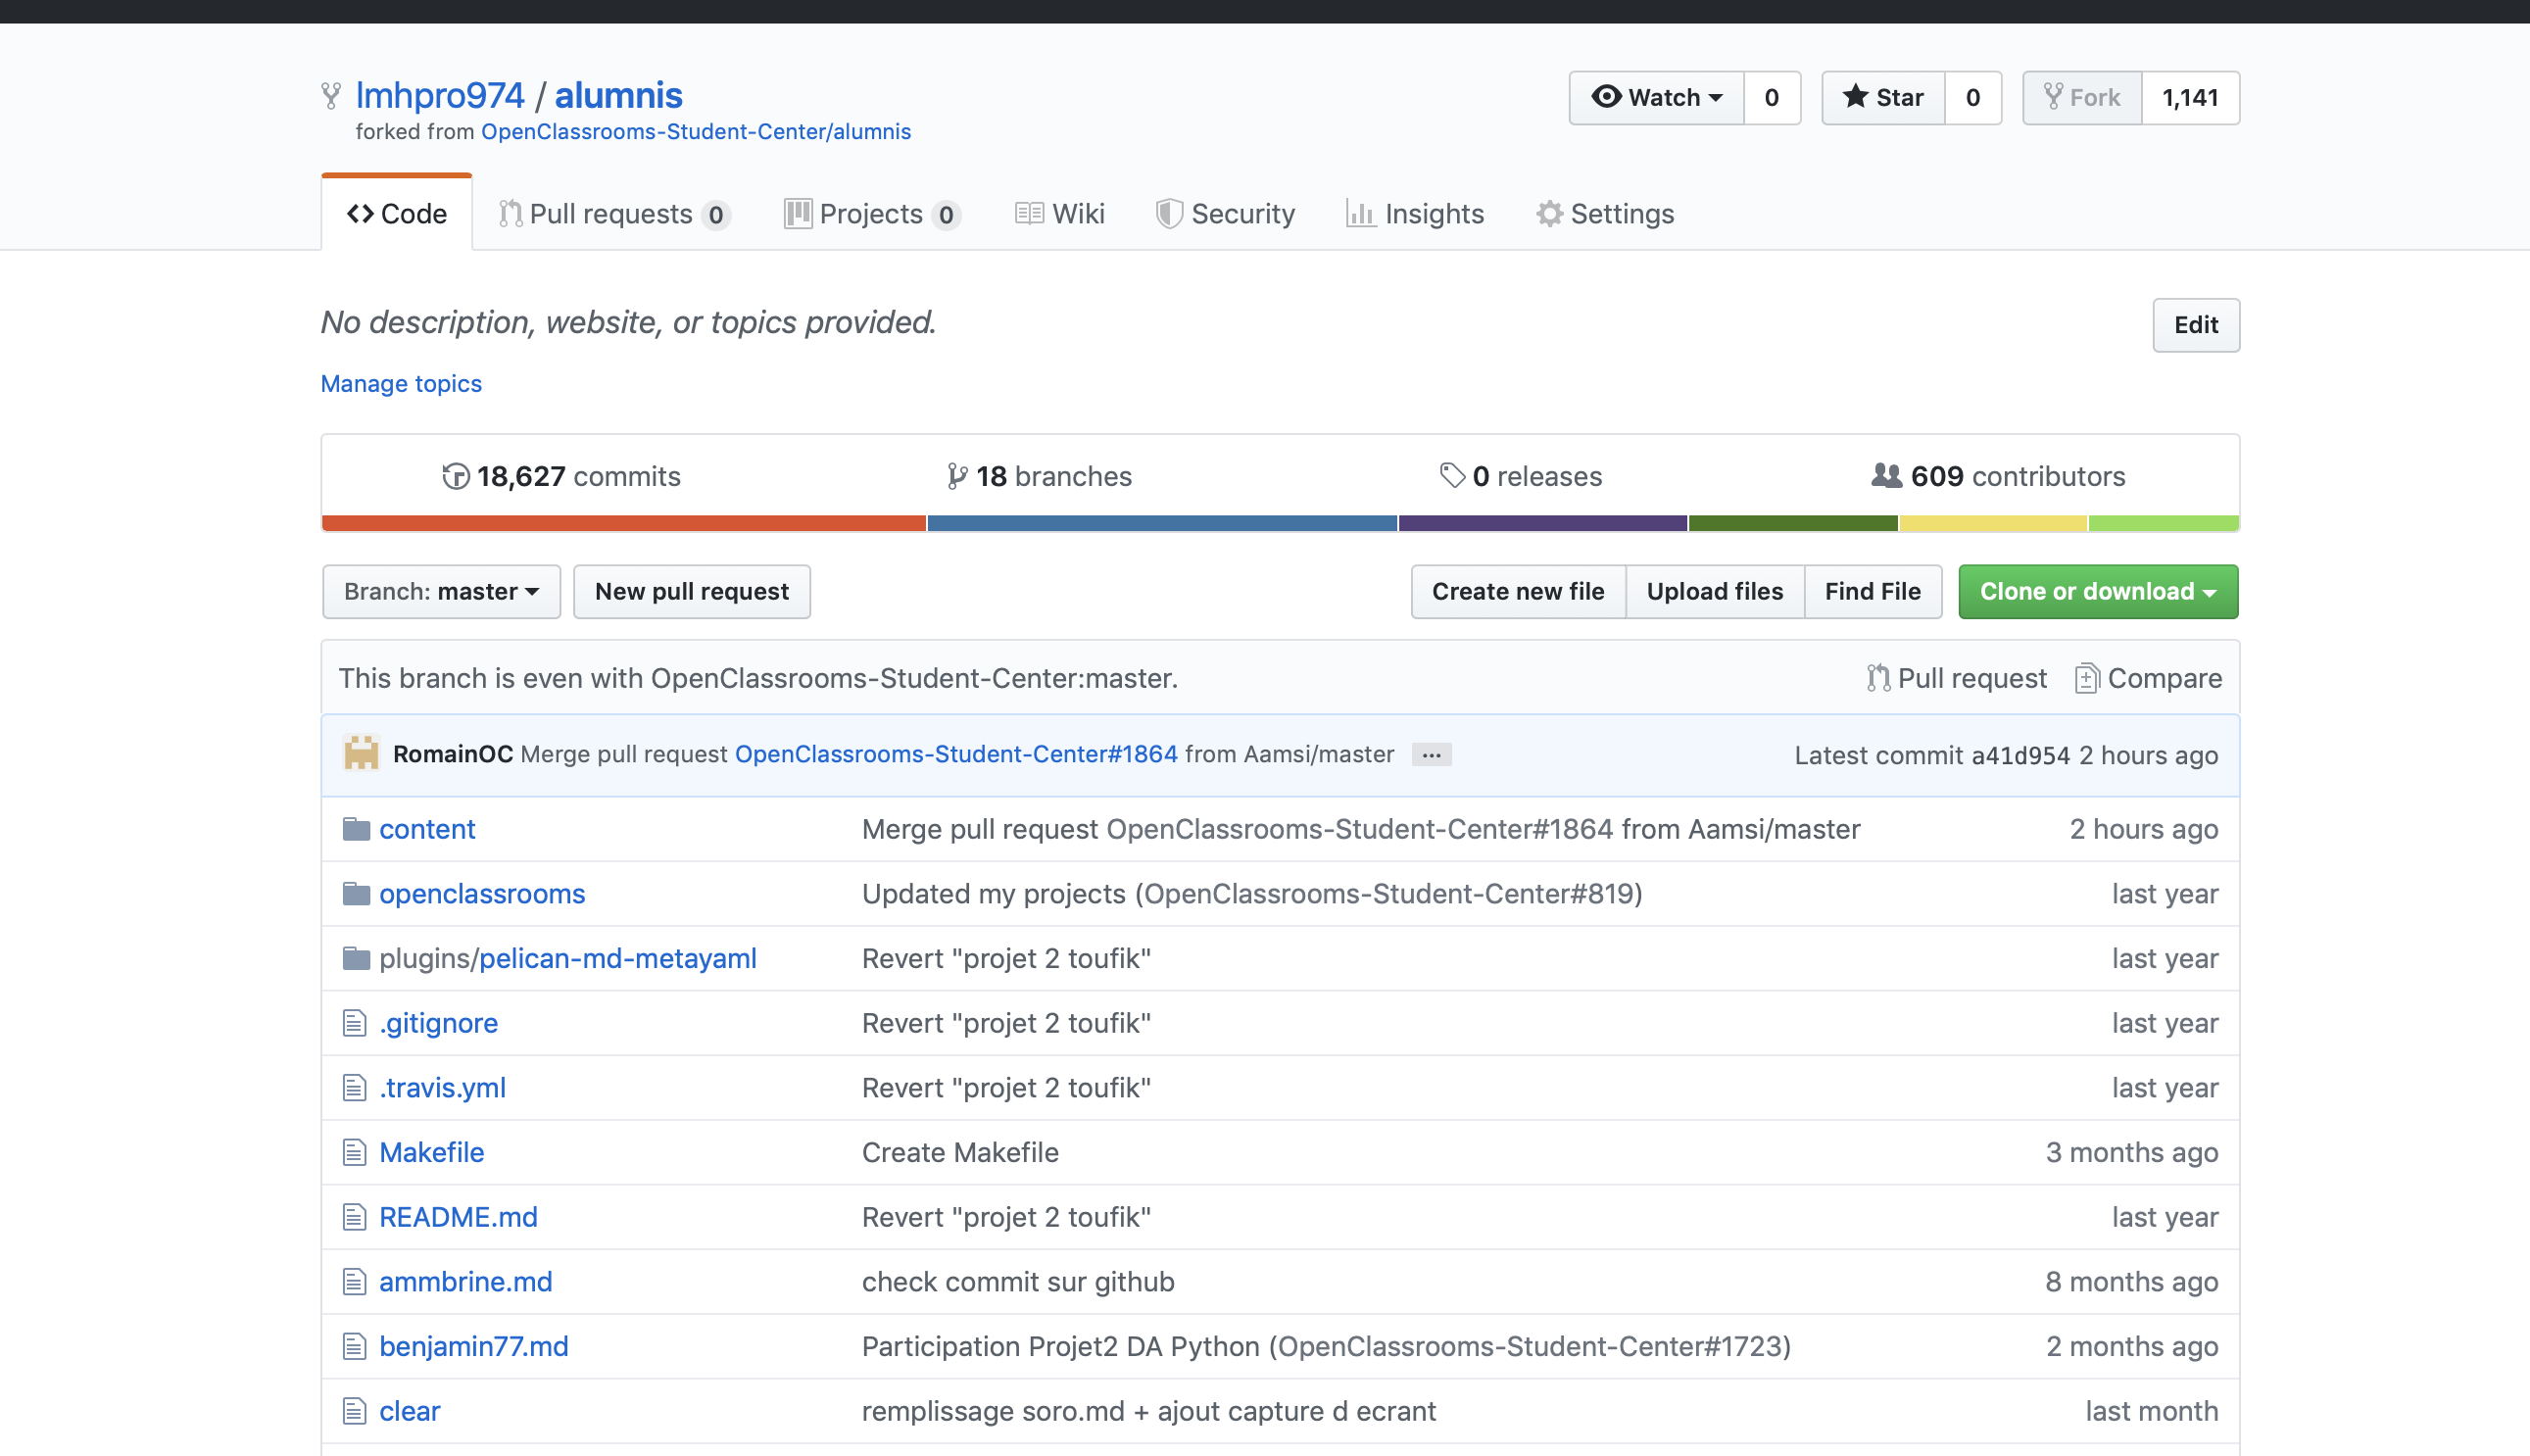 lmhpro974 / alumnis
forked from OpenClassrooms-Student-Center/alumnis
Watch 0 Star 0 Fork 1,141
Code Pull requests 0 Projects 0 Wiki Security Insights Settings
No description, website, or topics provided.
Edit
Manage topics
18,627 commits 18 branches 0 releases 609 contributors
Branch: master New pull request Create new file Upload files Find File Clone or download
This branch is even with OpenClassrooms-Student-Center:master. Pull request Compare
RomainOC Merge pull request OpenClassrooms-Student-Center#1864 from Aamsi/master ... Latest commit a41d954 2 hours ago
content Merge pull request OpenClassrooms-Student-Center#1864 from Aamsi/master 2 hours ago
openclassrooms Updated my projects (OpenClassrooms-Student-Center#819) last year
plugins/pelican-md-metayaml Revert "projet 2 toufik" last year
.gitignore Revert "projet 2 toufik" last year
.travis.yml Revert "projet 2 toufik" last year
Makefile Create Makefile 3 months ago
README.md Revert "projet 2 toufik" last year
ammbrine.md check commit sur github 8 months ago
benjamin77.md Participation Projet2 DA Python (OpenClassrooms-Student-Center#1723) 2 months ago
clear remplissage soro.md + ajout capture d ecrant last month